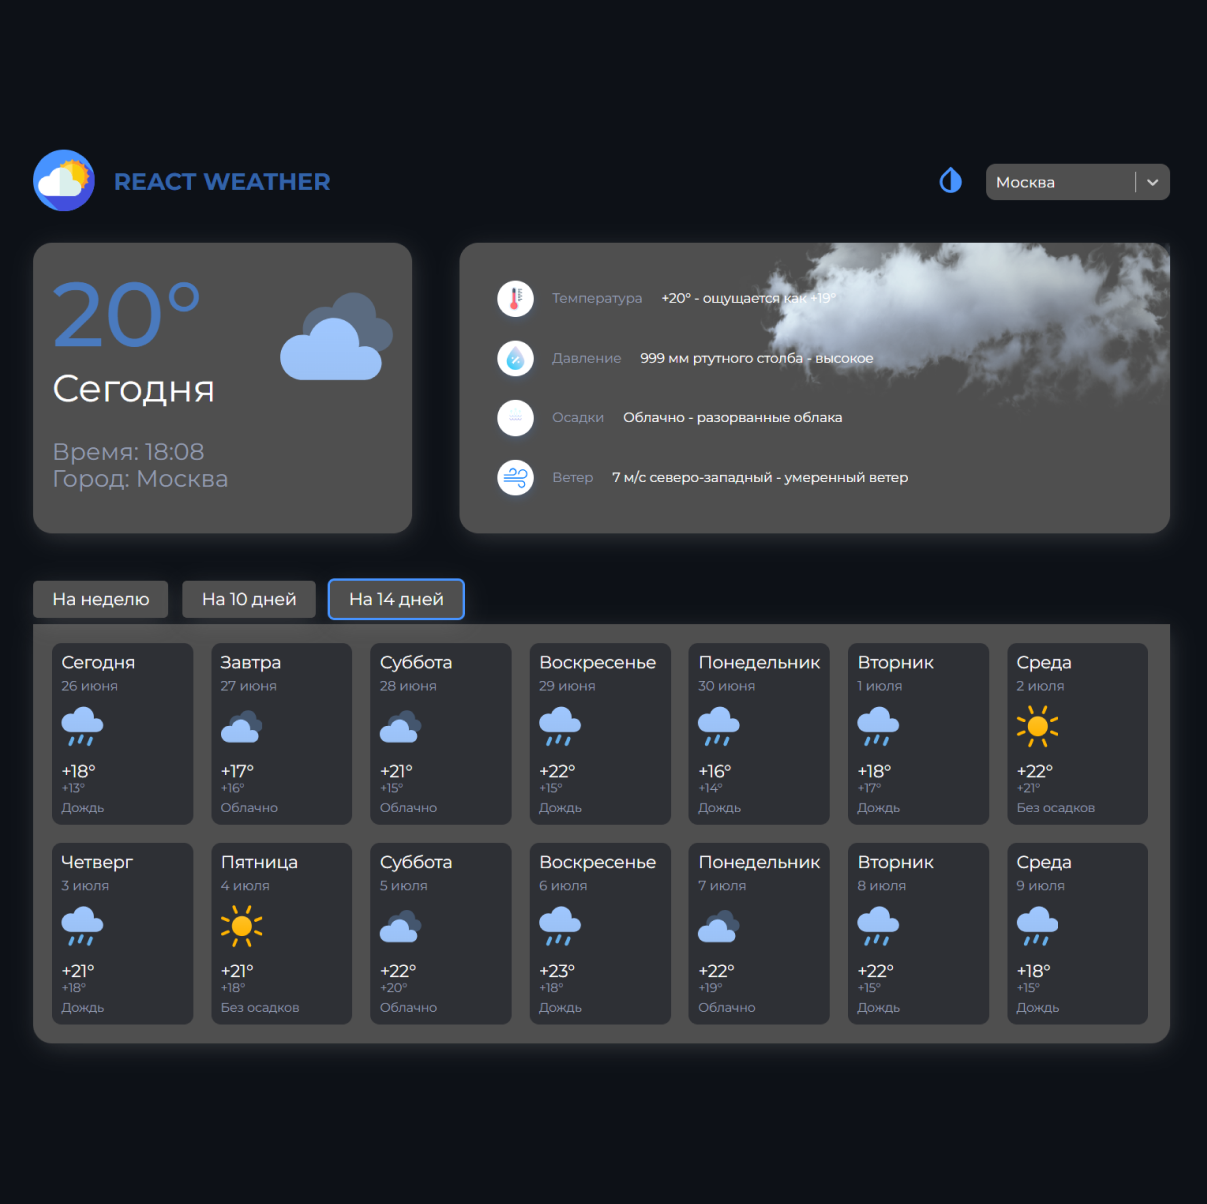 REACT WEATHER
Москва
20°
Сегодня
Время: 18:08
Город: Москва
Температура +20° - ощущается как +19°
Давление 999 мм ртутного столба - высокое
Осадки Облачно - разорванные облака
Ветер 7 м/с северо-западный - умеренный ветер
На неделю На 10 дней На 14 дней
Сегодня
26 июня
+18°
+13°
Дождь
Завтра
27 июня
+17°
+16°
Облачно
Суббота
28 июня
+21°
+15°
Облачно
Воскресенье
29 июня
+22°
+15°
Дождь
Понедельник
30 июня
+16°
+14°
Дождь
Вторник
1 июля
+18°
+17°
Дождь
Среда
2 июля
+22°
+21°
Без осадков
Четверг
3 июля
+21°
+18°
Дождь
Пятница
4 июля
+21°
+18°
Без осадков
Суббота
5 июля
+22°
+20°
Облачно
Воскресенье
6 июля
+23°
+18°
Дождь
Понедельник
7 июля
+22°
+19°
Облачно
Вторник
8 июля
+22°
+15°
Дождь
Среда
9 июля
+18°
+15°
Дождь